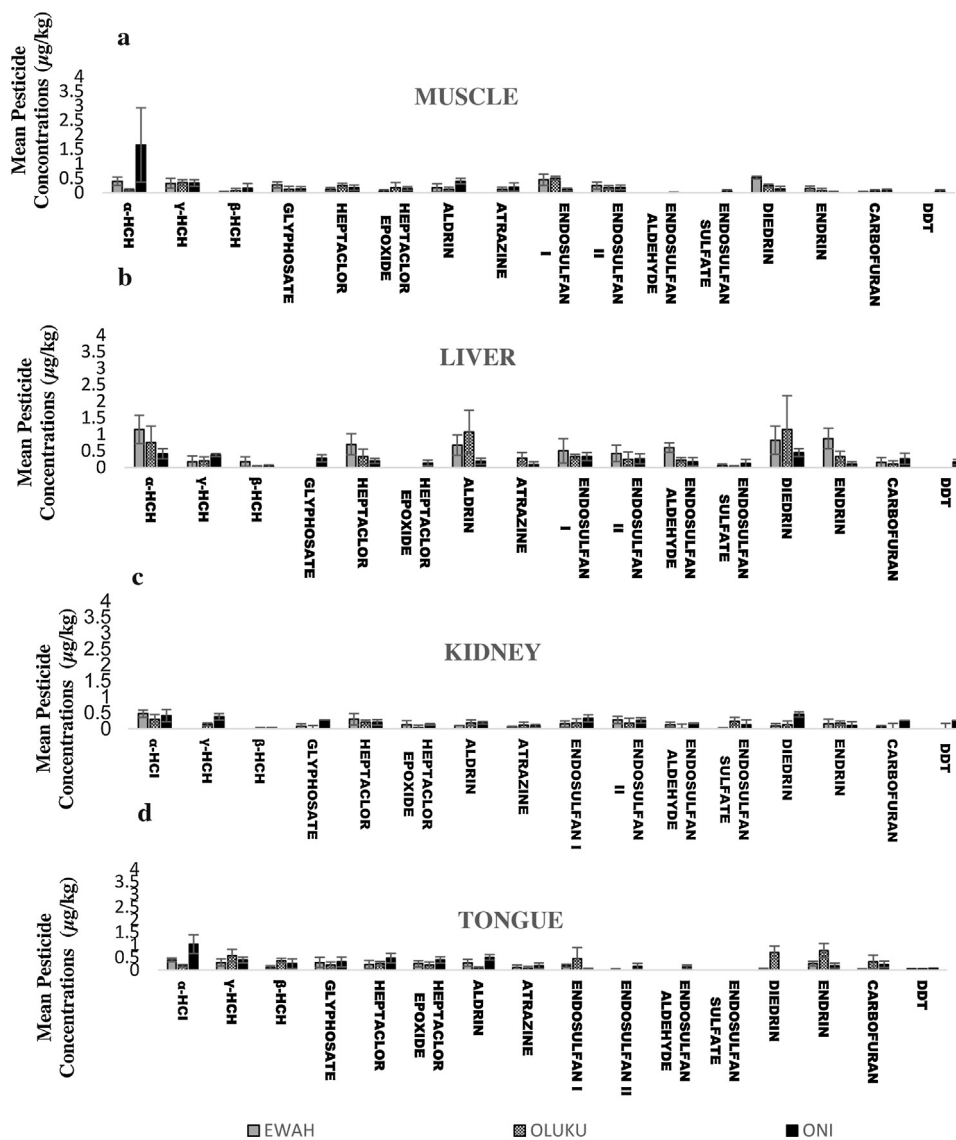 a
Mean Pesticide
Concontrations (µg/kg)
4
3.5
3
2.5
2
1.5
1
0.5
0
MUSCLE
α-HCH
γ-HCH
β-HCH
GLYPHOSATE
HEPTACLOR
HEPTACLOR
EPOXIDE
ALDRIN
ATRAZINE
ENDOSULFAN
I
ENDOSULFAN
II
ENDOSULFAN
ALDEHYDE
ENDOSULFAN
SULFATE
DIEDRIN
ENDRIN
CARBOFURAN
DDT
b
Mean Pesticide
Concentrations (µg/kg)
4
3.5
3
2.5
2
1.5
1
0.5
0
LIVER
α-HCH
γ-HCH
β-HCH
GLYPHOSATE
HEPTACLOR
HEPTACLOR
EPOXIDE
ALDRIN
ATRAZINE
ENDOSULFAN
I
ENDOSULFAN
II
ENDOSULFAN
ALDEHYDE
ENDOSULFAN
SULFATE
DIEDRIN
ENDRIN
CARBOFURAN
DDT
c
Mean Pesticide
Concentrations (µg/kg)
4
3.5
3
2.5
2
1.5
1
0.5
0
KIDNEY
α-HCI
γ-HCH
β-HCH
GLYPHOSATE
HEPTACLOR
HEPTACLOR
EPOXIDE
ALDRIN
ATRAZINE
ENDOSULFAN I
ENDOSULFAN
II
ENDOSULFAN
ALDEHYDE
ENDOSULFAN
SULFATE
DIEDRIN
ENDRIN
CARBOFURAN
DDT
d
Mean Pesticide
Concentrations (µg/kg)
4
3.5
3
2.5
2
1.5
1
0.5
0
TONGUE
α-HCI
γ-HCH
β-HCH
GLYPHOSATE
HEPTACLOR
HEPTACLOR
EPOXIDE
ALDRIN
ATRAZINE
ENDOSULFAN I
ENDOSULFAN II
ENDOSULFAN
ALDEHYDE
ENDOSULFAN
SULFATE
DIEDRIN
ENDRIN
CARBOFURAN
DDT
EWAH
OLUKU
ONI